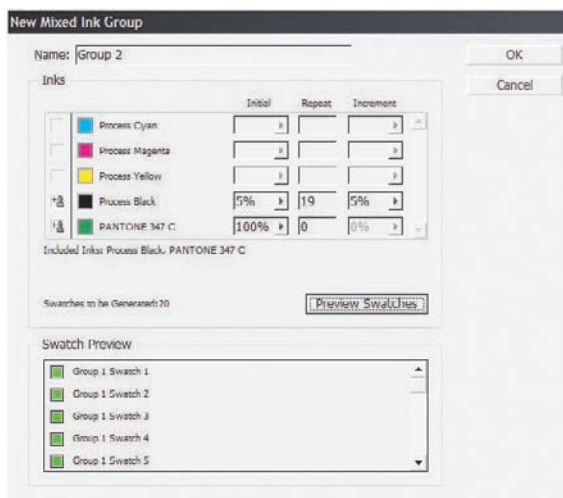 New Mixed Ink Group
Name: Group 2
OK
Cancel
Inks
Initial Repeat Increment
Process Cyan
Process Magenta
Process Yellow
Process Black 5% 19 5%
PANTONE 347 C 100% 0 0%
Included Inks: Process Black, PANTONE 347 C
Swatches to be Generated:20
Preview Swatches
Swatch Preview
Group 1 Swatch 1
Group 1 Swatch 2
Group 1 Swatch 3
Group 1 Swatch 4
Group 1 Swatch 5